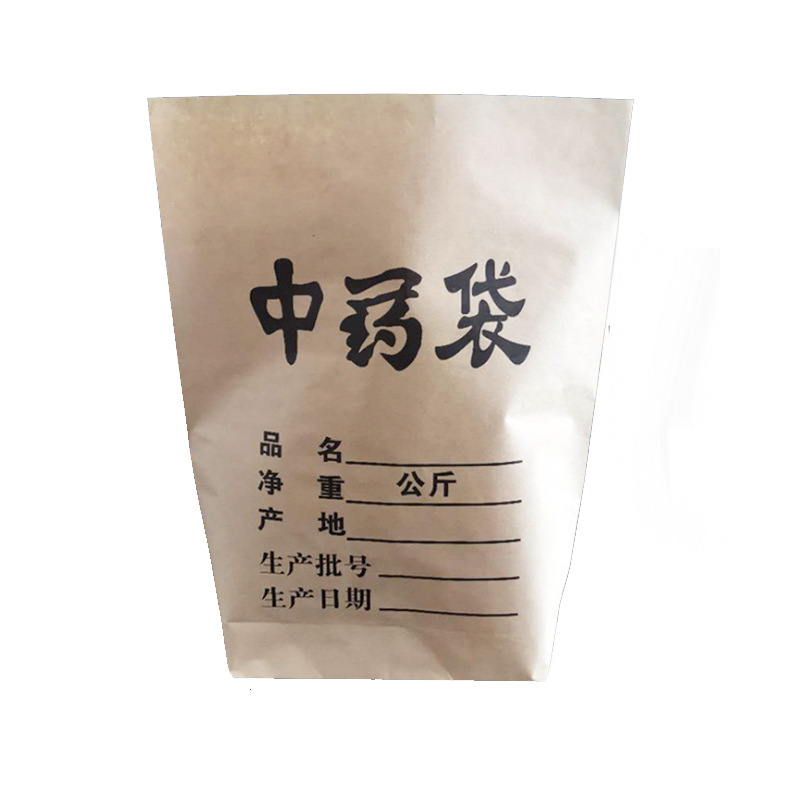 中药袋
品 名
净 重 公斤
产 地
生产批号
生产日期